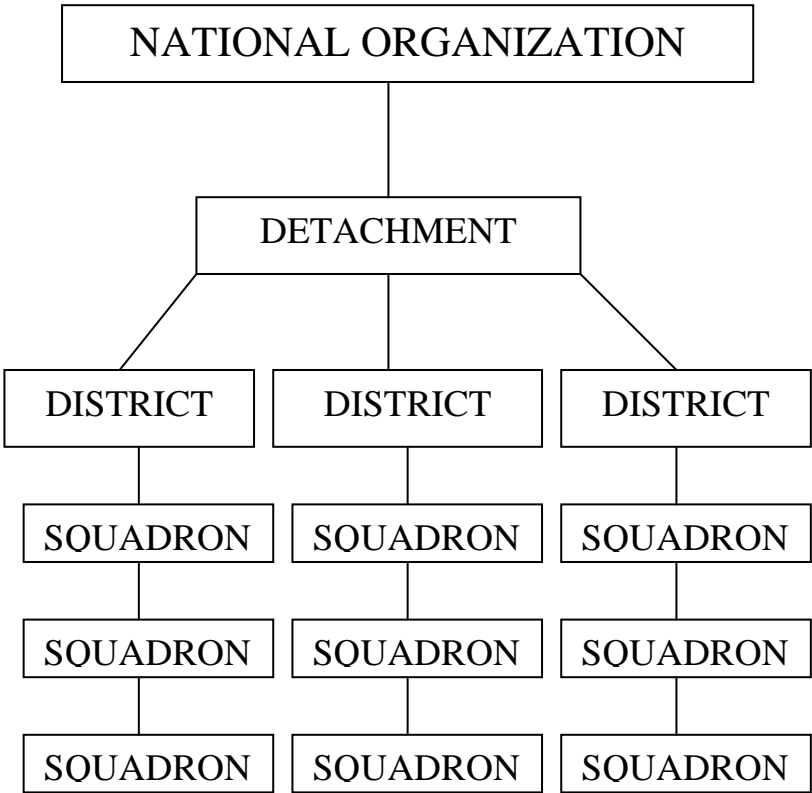 NATIONAL ORGANIZATION
DETACHMENT
DISTRICT DISTRICT DISTRICT
SQUADRON SQUADRON SQUADRON
SQUADRON SQUADRON SQUADRON
SQUADRON SQUADRON SQUADRON